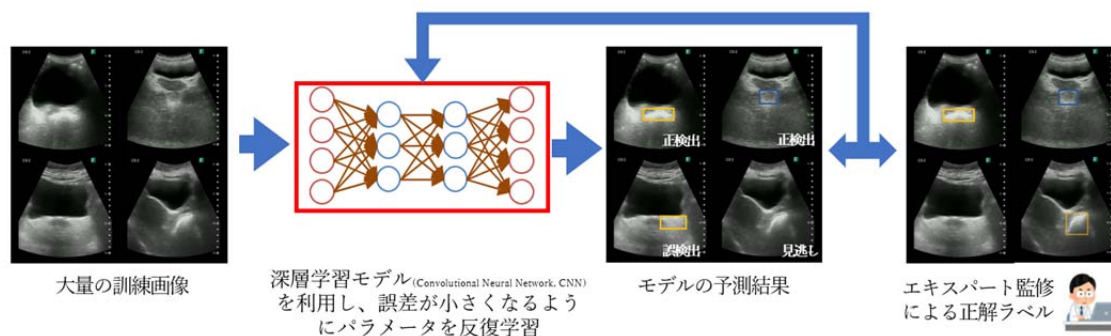 正検出
正検出
誤検出
見逃し
大量の訓練画像
深層学習モデル(Convolutional Neural Network, CNN)
を利用し、誤差が小さくなるよう
にパラメータを反復学習
モデルの予測結果
エキスパート監修
による正解ラベル